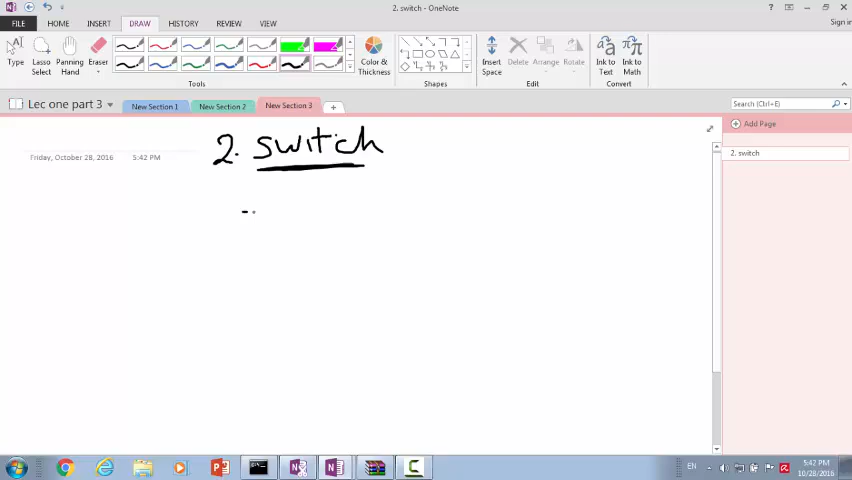 2. switch - OneNote
? 
FILE HOME INSERT DRAW HISTORY REVIEW VIEW
Sign in
Type Lasso Select Panning Hand Eraser Color & Thickness Insert Space Delete Arrange Rotate Ink to Text Ink to Math
Tools Shapes Edit Convert
Lec one part 3 New Section 1 New Section 2 New Section 3 + Search (Ctrl+E)
2. switch
Add Page
Friday, October 28, 2016 5:42 PM
2. switch
-
EN
5:42 PM
10/28/2016